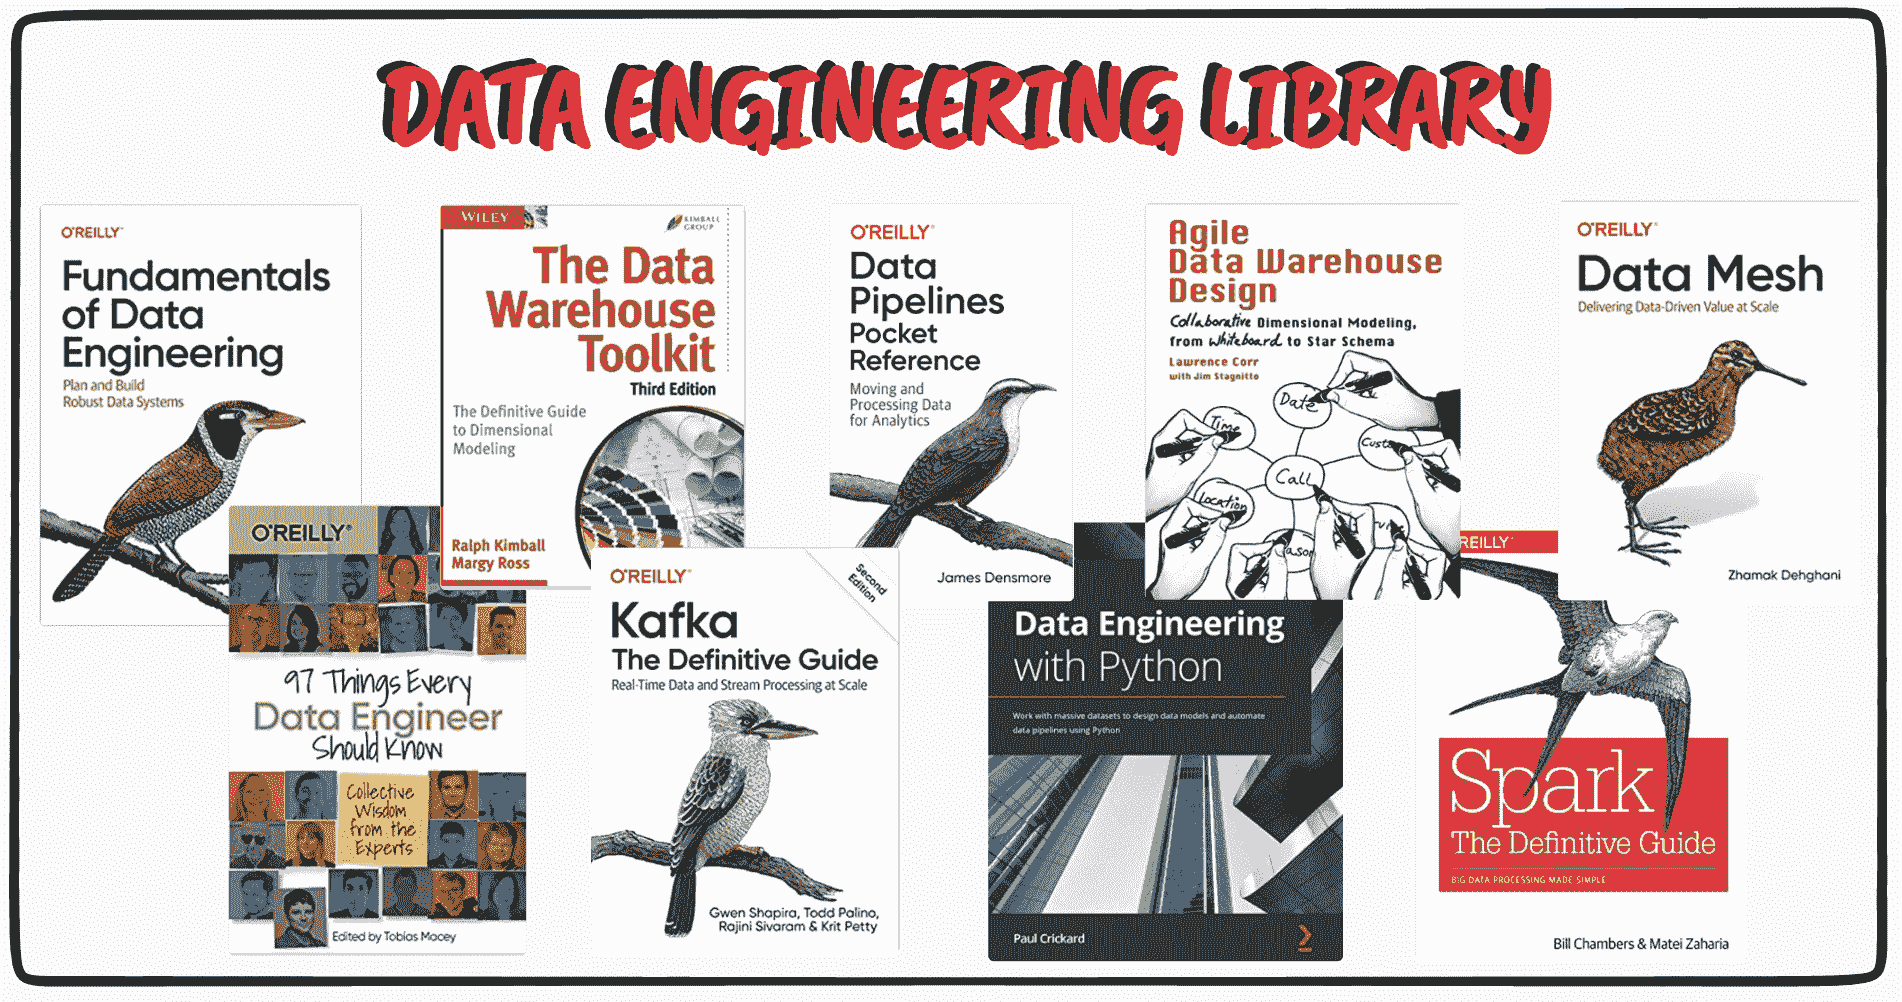 DATA ENGINEERING LIBRARY
O'REILLY
Fundamentals
of Data
Engineering
Plan and Build
Robust Data Systems
WILEY
KIMBALL
GROUP
The Data
Warehouse
Toolkit
Third Edition
The Definitive Guide
to Dimensional
Modeling
Ralph Kimball
Margy Ross
O'REILLY
Data
Pipelines
Pocket
Reference
Moving and
Processing Data
for Analytics
James Densmore
Agile
Data Warehouse
Design
Collaborative Dimensional Modeling,
from Whiteboard to Star Schema
Lawrence Corr
with Jim Stagnitto
Date
Time
Custo
Call
Location
ason
O'REILLY
Data Mesh
Delivering Data-Driven Value at Scale
Zhamak Dehghani
O'REILLY
97 Things Every
Data Engineer
Should Know
Collective
Wisdom
from the
Experts
Edited by Tobias Macey
O'REILLY
Second
Edition
Kafka
The Definitive Guide
Real-Time Data and Stream Processing at Scale
Gwen Shapira, Todd Palino,
Rajini Sivaram & Krit Petty
Data Engineering
with Python
Work with massive datasets to design data models and automate
data pipelines using Python
Paul Crickard
REILLY
Spark
The Definitive Guide
BIG DATA PROCESSING MADE SIMPLE
Bill Chambers & Matei Zaharia